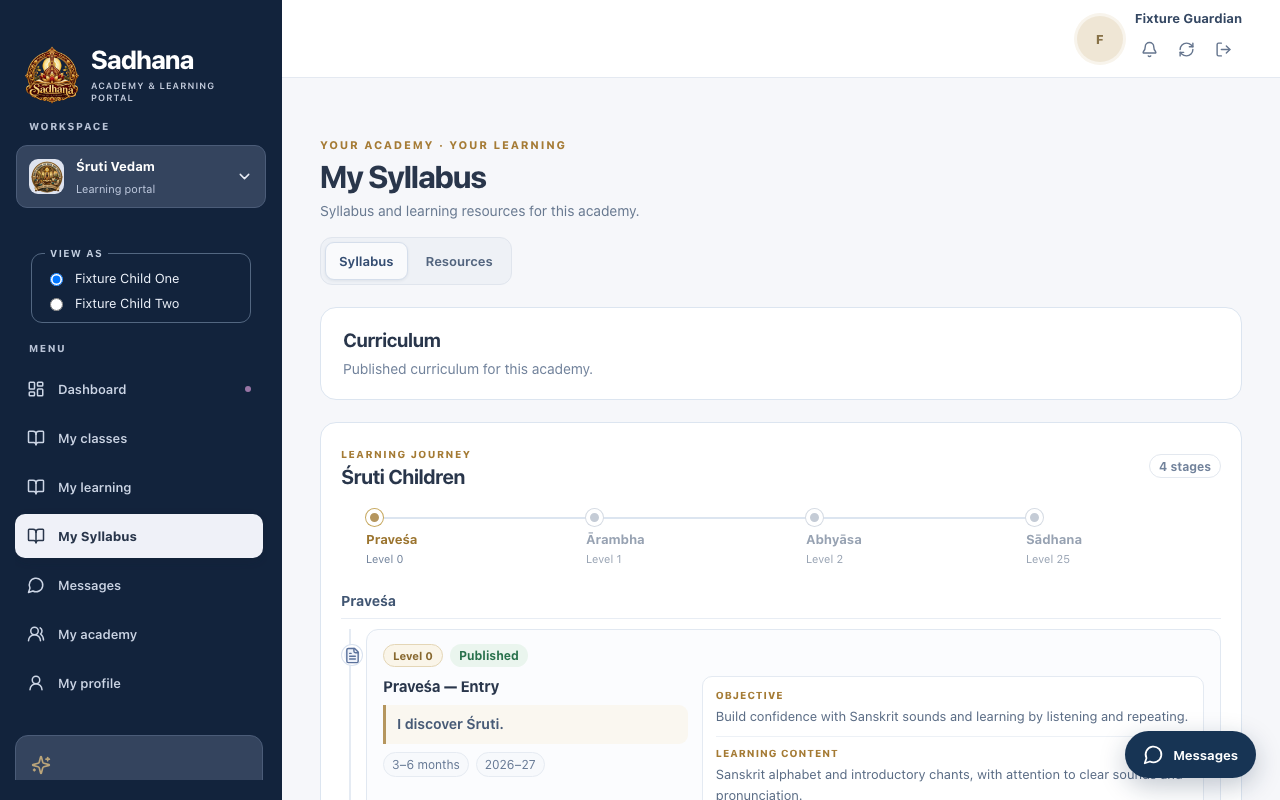 Sadhana
Sadhana
ACADEMY & LEARNING
PORTAL
WORKSPACE
Śruti Vedam
Learning portal
VIEW AS
Fixture Child One
Fixture Child Two
MENU
Dashboard
My classes
My learning
My Syllabus
Messages
My academy
My profile
F
Fixture Guardian
YOUR ACADEMY · YOUR LEARNING
My Syllabus
Syllabus and learning resources for this academy.
Syllabus
Resources
Curriculum
Published curriculum for this academy.
LEARNING JOURNEY
Śruti Children
4 stages
Praveśa
Level 0
Ārambha
Level 1
Abhyāsa
Level 2
Sādhana
Level 25
Praveśa
Level 0
Published
Praveśa — Entry
I discover Śruti.
3–6 months
2026–27
OBJECTIVE
Build confidence with Sanskrit sounds and learning by listening and repeating.
LEARNING CONTENT
Sanskrit alphabet and introductory chants, with attention to clear sounds and
pronunciation.
Messages